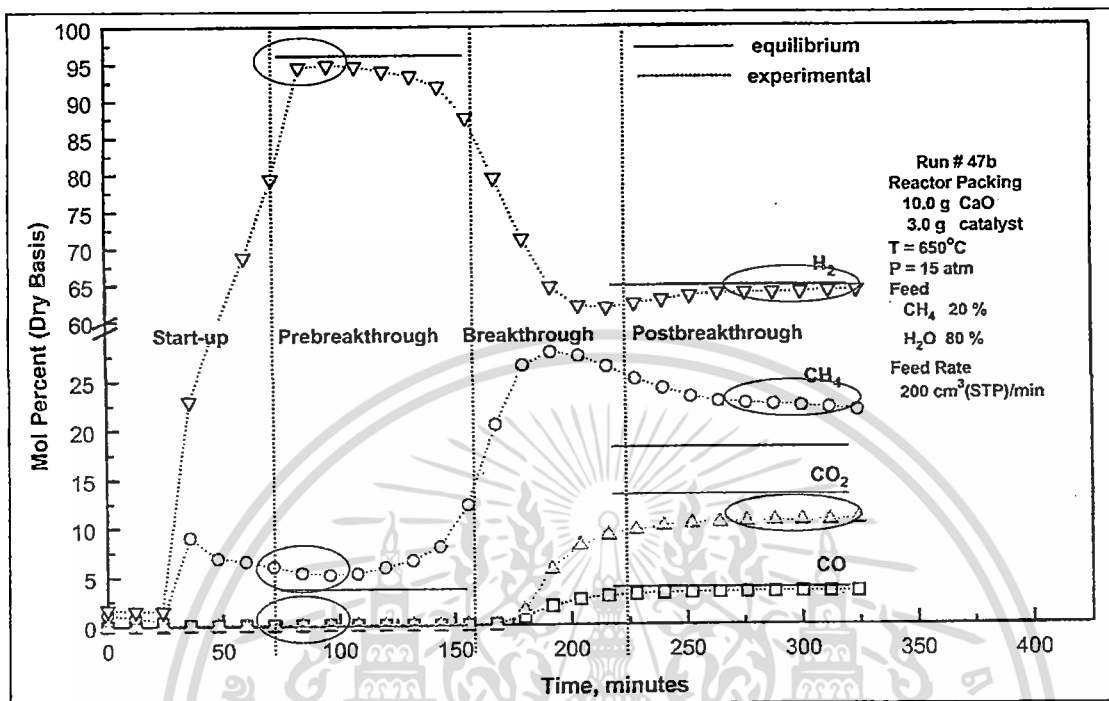 Mol Percent (Dry Basis)
100
95
90
85
80
75
70
65
60
25
20
15
10
5
0
equilibrium
experimental
Run # 47b
Reactor Packing
10.0 g CaO
3.0 g catalyst
T = 650°C
P = 15 atm
Feed
CH₄ 20 %
H₂O 80 %
Feed Rate
200 cm³(STP)/min
H₂
Start-up Prebreakthrough Breakthrough Postbreakthrough
CH₄
CO₂
CO
0 50 100 150 200 250 300 350 400
Time, minutes